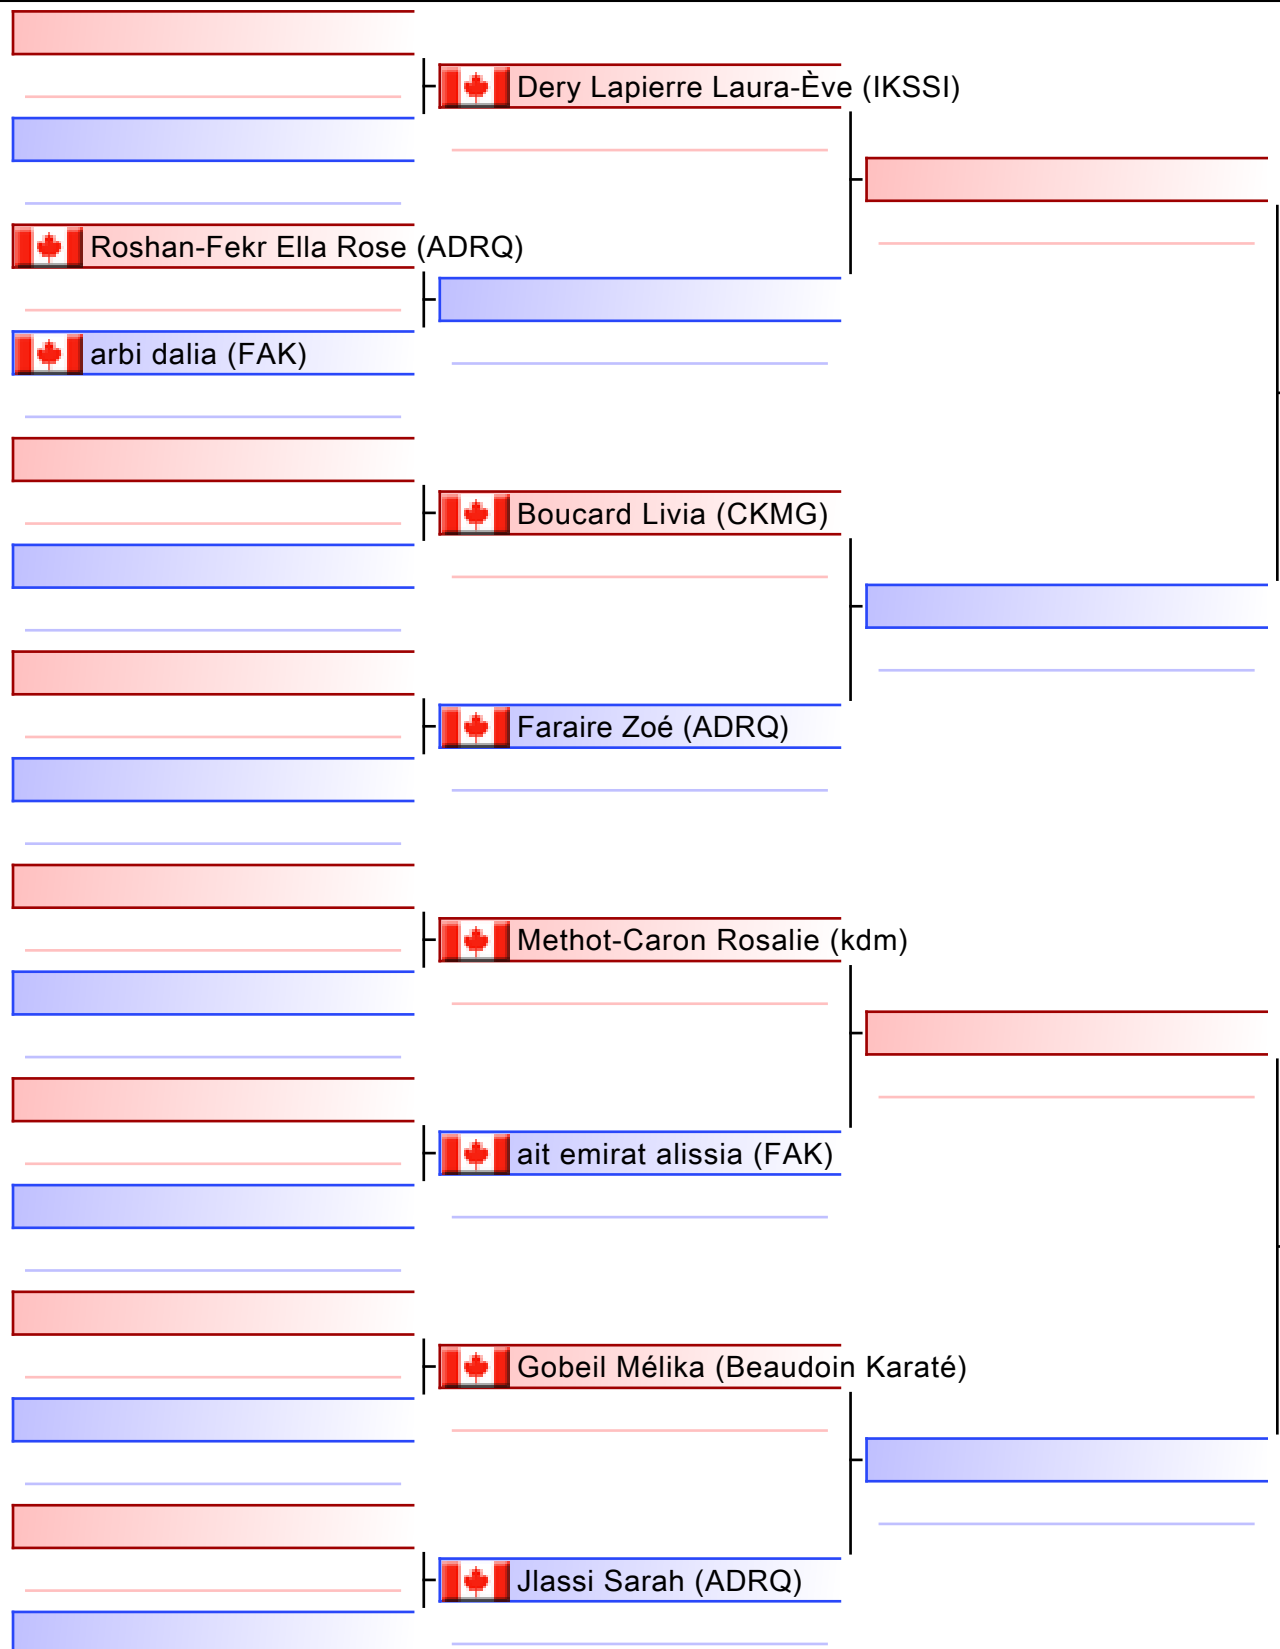 Dery Lapierre Laura-Ève (IKSSI)
Roshan-Fekr Ella Rose (ADRQ)
arbi dalia (FAK)
Boucard Livia (CKMG)
Faraire Zoé (ADRQ)
Methot-Caron Rosalie (kdm)
ait emirat alissia (FAK)
Gobeil Mélika (Beaudoin Karaté)
Jlassi Sarah (ADRQ)